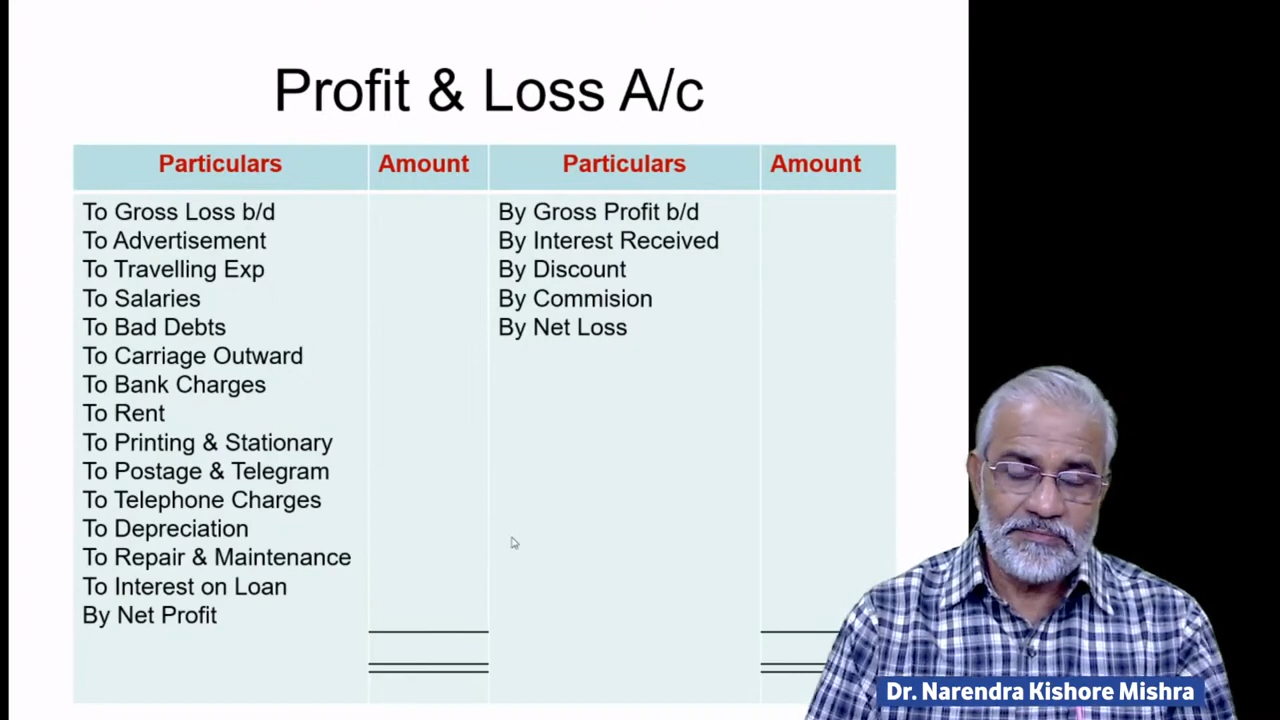 Profit & Loss A/c
Particulars Amount Particulars Amount
To Gross Loss b/d By Gross Profit b/d
To Advertisement By Interest Received
To Travelling Exp By Discount
To Salaries By Commision
To Bad Debts By Net Loss
To Carriage Outward
To Bank Charges
To Rent
To Printing & Stationary
To Postage & Telegram
To Telephone Charges
To Depreciation
To Repair & Maintenance
To Interest on Loan
By Net Profit
Dr. Narendra Kishore Mishra